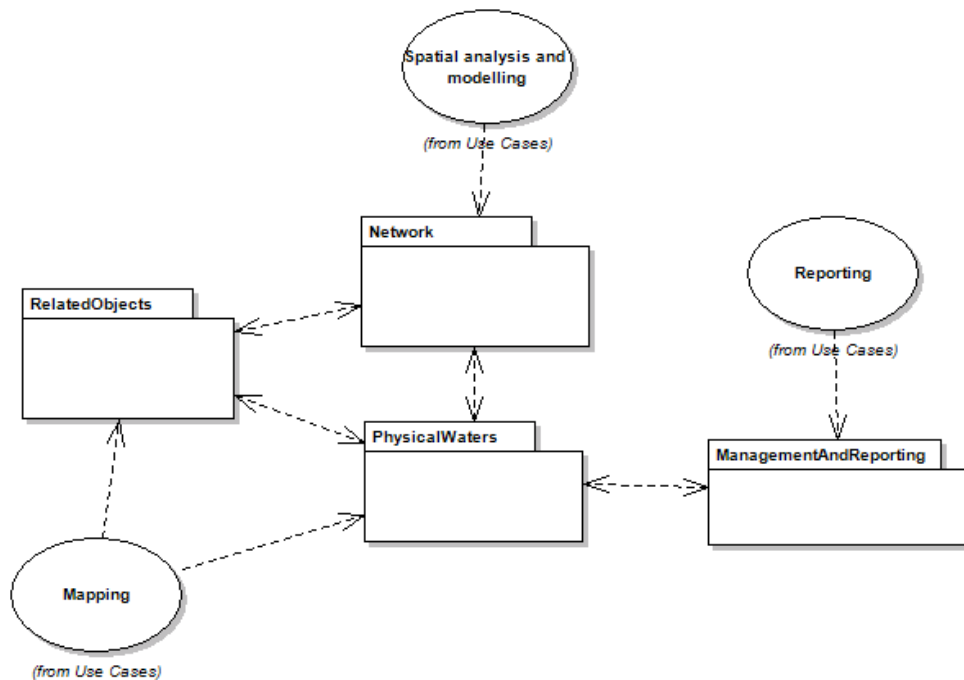 Spatial analysis and
modelling
(from Use Cases)
Network
Reporting
(from Use Cases)
RelatedObjects
PhysicalWaters
ManagementAndReporting
Mapping
(from Use Cases)